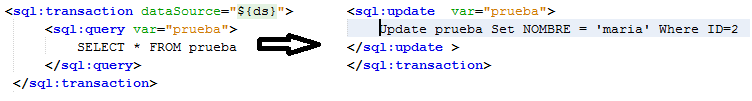 <sql:transaction dataSource="${ds}">
<sql:query var="prueba">
SELECT * FROM prueba
</sql:query>
</sql:transaction>
<sql:update  var="prueba">
Update prueba Set NOMBRE = 'maria' Where ID=2
</sql:update >
</sql:transaction>